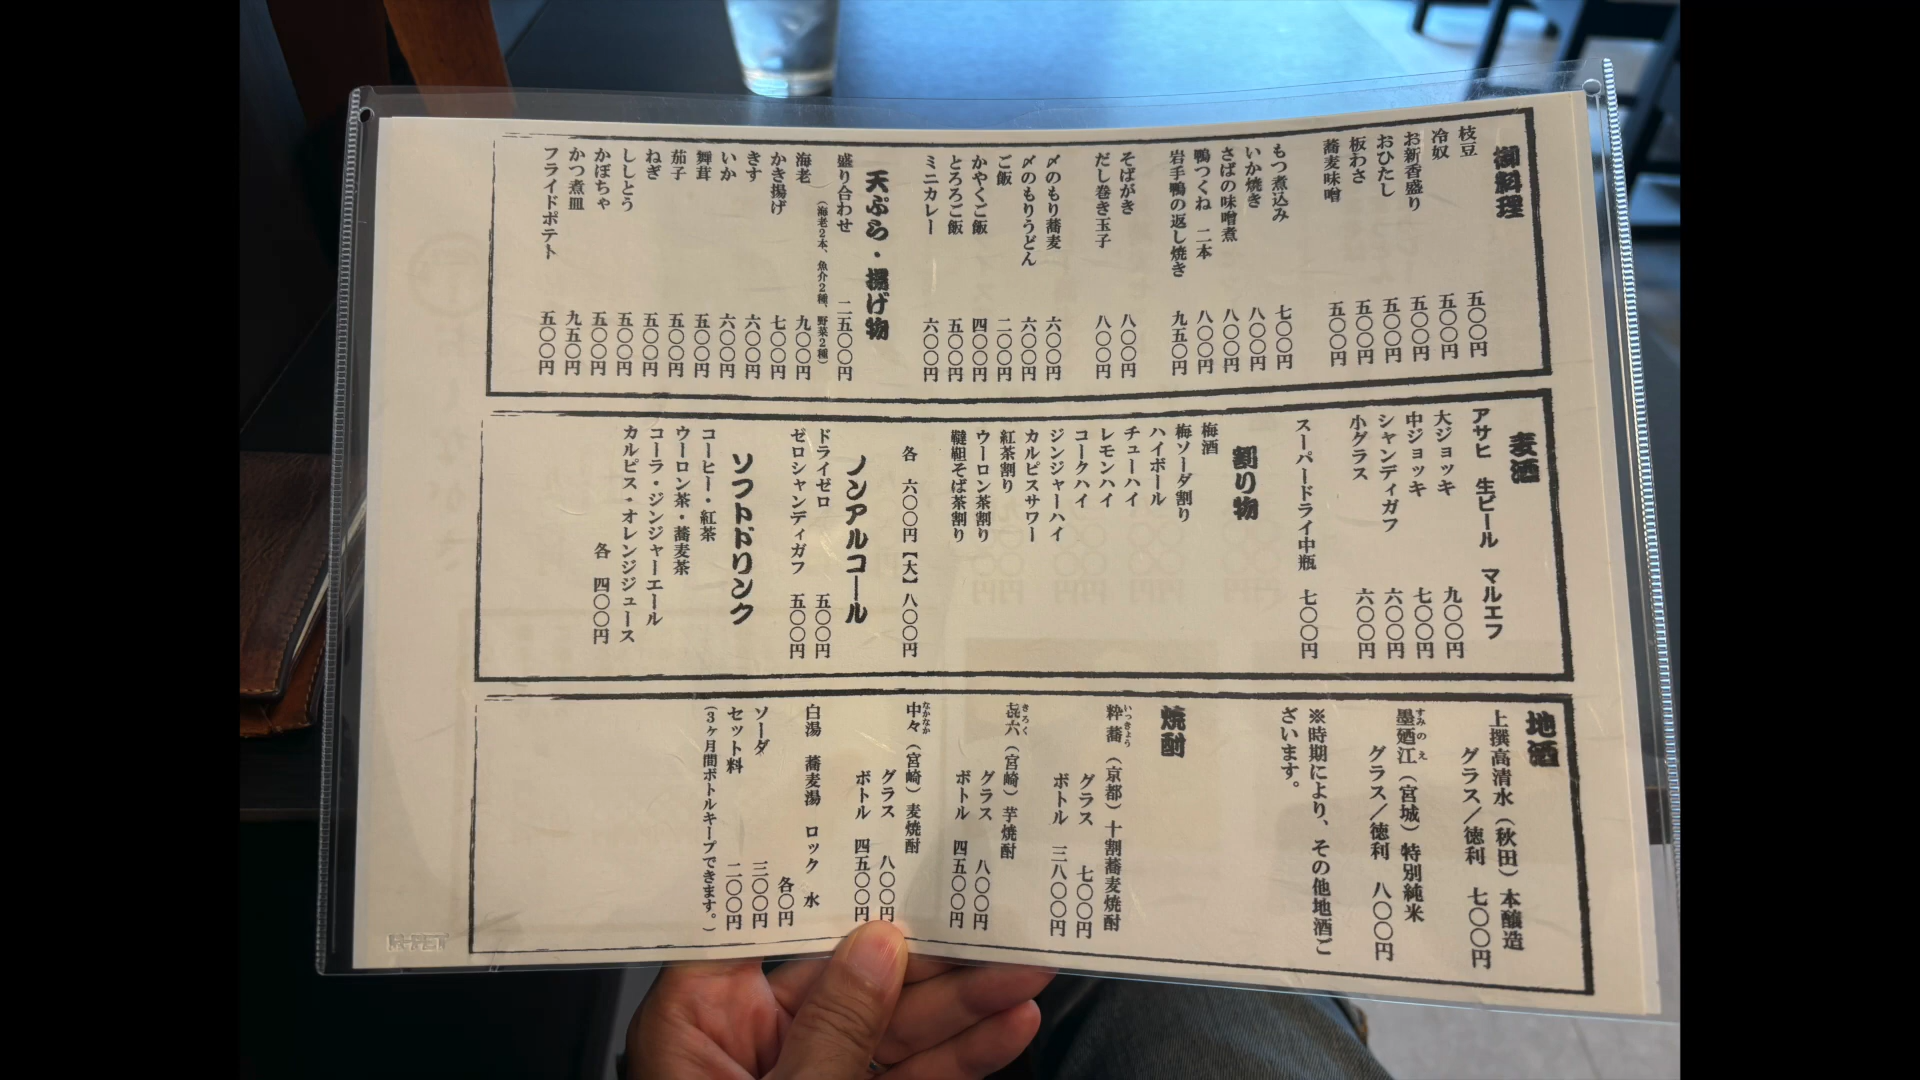 御料理
枝豆 五〇〇円
冷奴 五〇〇円
お新香盛り 五〇〇円
おひたし 五〇〇円
板わさ 五〇〇円
蕎麦味噌 五〇〇円
もつ煮込み 七〇〇円
いか焼き 八〇〇円
さばの味噌煮 八〇〇円
鴨つくね 二本 八〇〇円
岩手鴨の返し焼き 九五〇円
そばがき 八〇〇円
だし巻き玉子 八〇〇円
〆のもり蕎麦 六〇〇円
〆のもりうどん 六〇〇円
ご飯 二〇〇円
かやくご飯 四〇〇円
とろろご飯 五〇〇円
ミニカレー 六〇〇円
天ぷら・揚げ物
盛り合わせ 二五〇〇円
(海老2本、魚介2種、野菜2種)
海老 九〇〇円
かき揚げ 七〇〇円
きす 六〇〇円
いか 六〇〇円
舞茸 五〇〇円
茄子 五〇〇円
ねぎ 五〇〇円
ししとう 五〇〇円
かぼちゃ 五〇〇円
かつ煮皿 九五〇円
フライドポテト 五〇〇円
麦酒
アサヒ 生ビール マルエフ
大ジョッキ 九〇〇円
中ジョッキ 七〇〇円
シャンディガフ 六〇〇円
小グラス 六〇〇円
スーパードライ中瓶 七〇〇円
割り物
梅酒
梅ソーダ割り
ハイボール
チューハイ
レモンハイ
コークハイ
ジンジャーハイ
カルピスサワー
紅茶割り
ウーロン茶割り
韃靼そば茶割り
各 六〇〇円【大】八〇〇円
ノンアルコール
ドライゼロ 五〇〇円
ゼロシャンディガフ 五〇〇円
ソフトドリンク
コーヒー・紅茶
ウーロン茶・蕎麦茶
コーラ・ジンジャーエール
カルピス・オレンジジュース
各 四〇〇円
地酒
上撰高清水(秋田)本醸造
グラス/徳利 七〇〇円
墨廼江(宮城)特別純米
すみのえ
グラス/徳利 八〇〇円
※時期により、その他地酒ご
ざいます。
焼酎
粋蕎(京都)十割蕎麦焼酎
いっきょう
グラス 七〇〇円
ボトル 三八〇〇円
㐂六(宮崎)芋焼酎
きろく
グラス 八〇〇円
ボトル 四五〇〇円
中々(宮崎)麦焼酎
なかなか
グラス 八〇〇円
ボトル 四五〇〇円
白湯 蕎麦湯 ロック 水
各〇円
ソーダ 三〇〇円
セット料 二〇〇円
(3ヶ月間ボトルキープできます。)